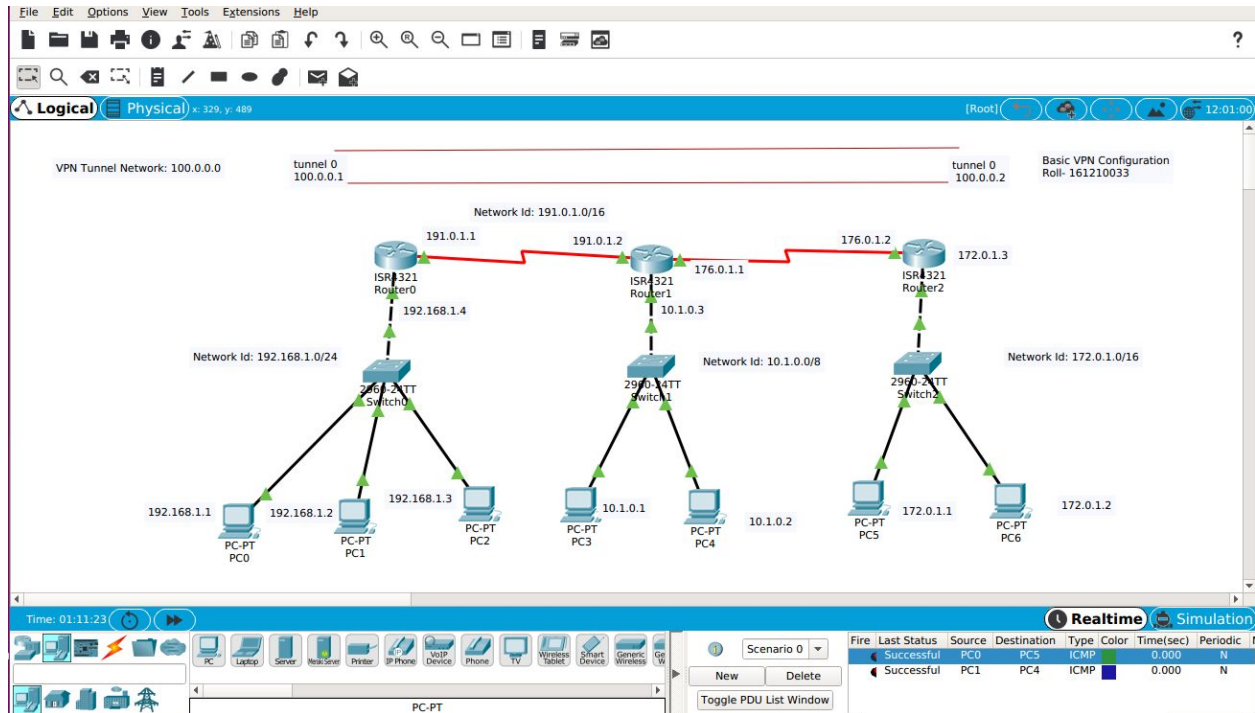 File Edit Options View Tools Extensions Help
?
Logical Physical x: 329, y: 489 [Root] 12:01:00
VPN Tunnel Network: 100.0.0.0
tunnel 0
100.0.0.1
tunnel 0
100.0.0.2
Basic VPN Configuration
Roll- 161210033
Network Id: 191.0.1.0/16
191.0.1.1
191.0.1.2
176.0.1.1
176.0.1.2
172.0.1.3
ISR4321
Router0
ISR4321
Router1
ISR4321
Router2
192.168.1.4
10.1.0.3
Network Id: 192.168.1.0/24
Network Id: 10.1.0.0/8
Network Id: 172.0.1.0/16
2960-24TT
Switch0
2960-24TT
Switch1
2960-24TT
Switch2
192.168.1.1
192.168.1.2
192.168.1.3
10.1.0.1
10.1.0.2
172.0.1.1
172.0.1.2
PC-PT
PC0
PC-PT
PC1
PC-PT
PC2
PC-PT
PC3
PC-PT
PC4
PC-PT
PC5
PC-PT
PC6
Time: 01:11:23 Realtime Simulation
PC Laptop Server Meraki Server Printer IP Phone VoIP Device Phone TV Wireless Tablet Smart Device Generic Wireless
PC-PT
Scenario 0
New Delete
Toggle PDU List Window
Fire Last Status Source Destination Type Color Time(sec) Periodic
Successful PC0 PC5 ICMP 0.000 N
Successful PC1 PC4 ICMP 0.000 N